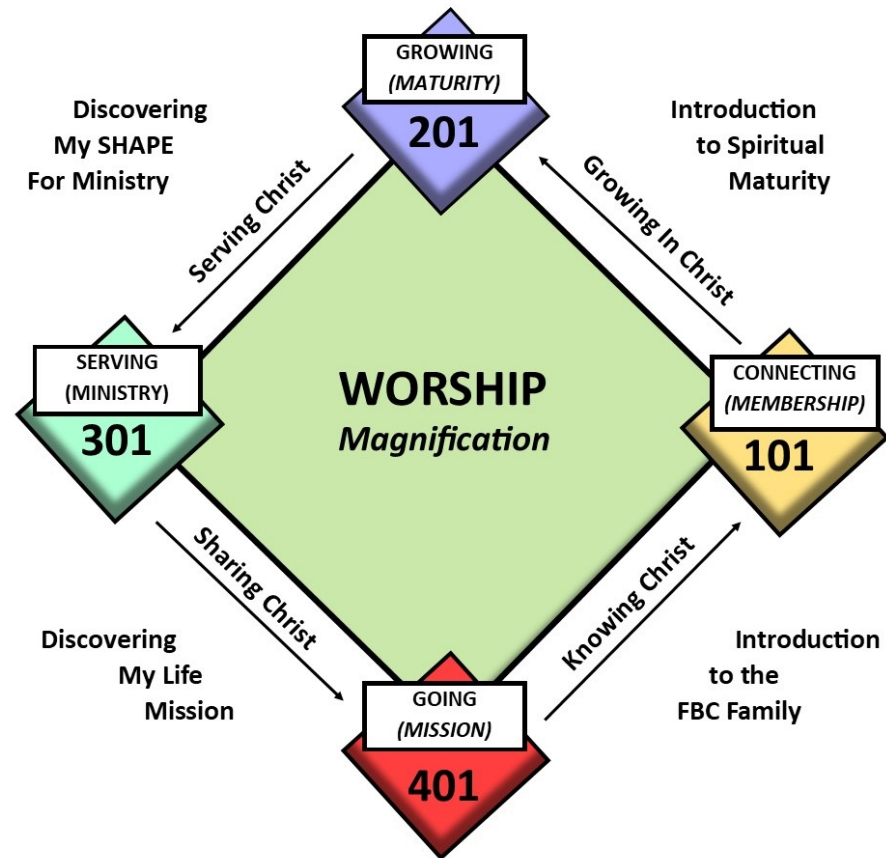 GROWING
(MATURITY)
201
Discovering
My SHAPE
For Ministry
Introduction
to Spiritual
Maturity
Serving Christ
Growing In Christ
SERVING
(MINISTRY)
301
WORSHIP
Magnification
CONNECTING
(MEMBERSHIP)
101
Sharing Christ
Knowing Christ
Discovering
My Life
Mission
Introduction
to the
FBC Family
GOING
(MISSION)
401